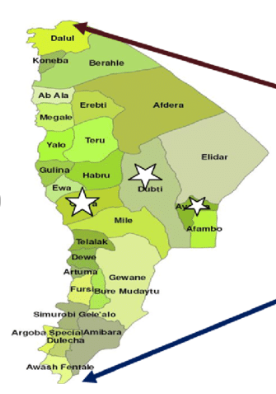 Dalul
Koneba
Berahle
Ab Ala
Erebti
Afdera
Megale
Yalo
Teru
Elidar
Gulina
Habru
Ewa
Dubti
Mile
Afambo
Telalak
Dewe
Artuma
Gewane
Fursi
Bure Mudaytu
Simurobi Gele'alo
Argoba Special
Amibara
Dulecha
Awash Fentale